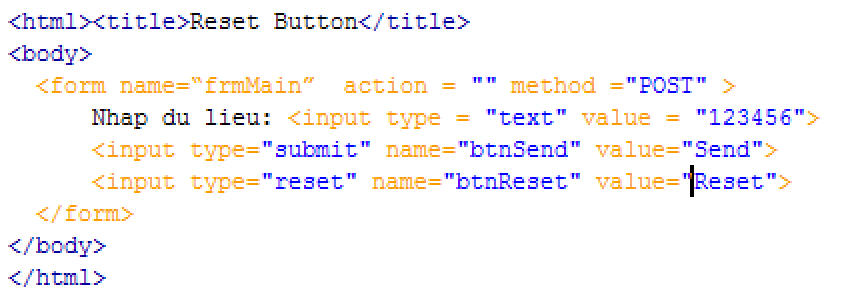 <html><title>Reset Button</title>
<body>
<form name=“frmMain” action = "" method ="POST" >
Nhap du lieu: <input type = "text" value = "123456">
<input type="submit" name="btnSend" value="Send">
<input type="reset" name="btnReset" value="Reset">
</form>
</body>
</html>